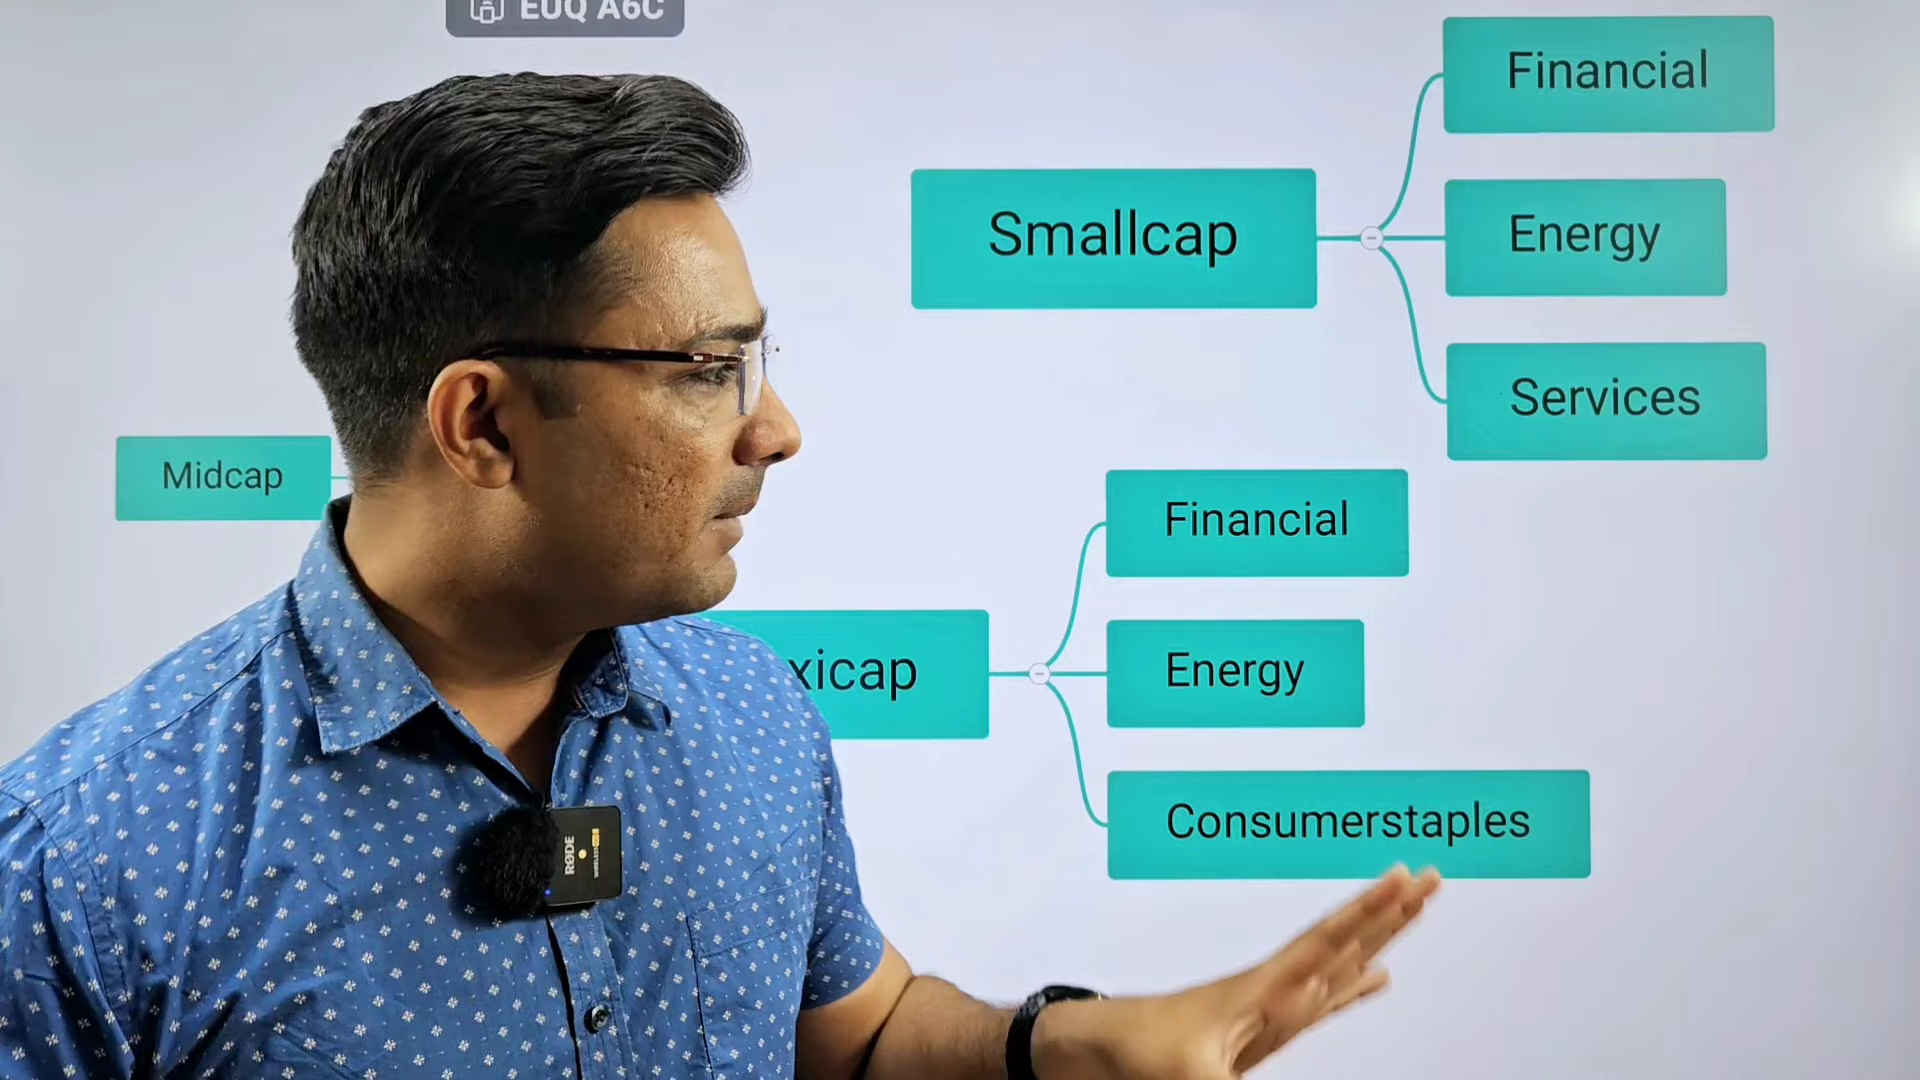 EUQ A6C
Financial
Smallcap
Energy
Services
Midcap
Financial
xicap
Energy
Consumerstaples
RØDE